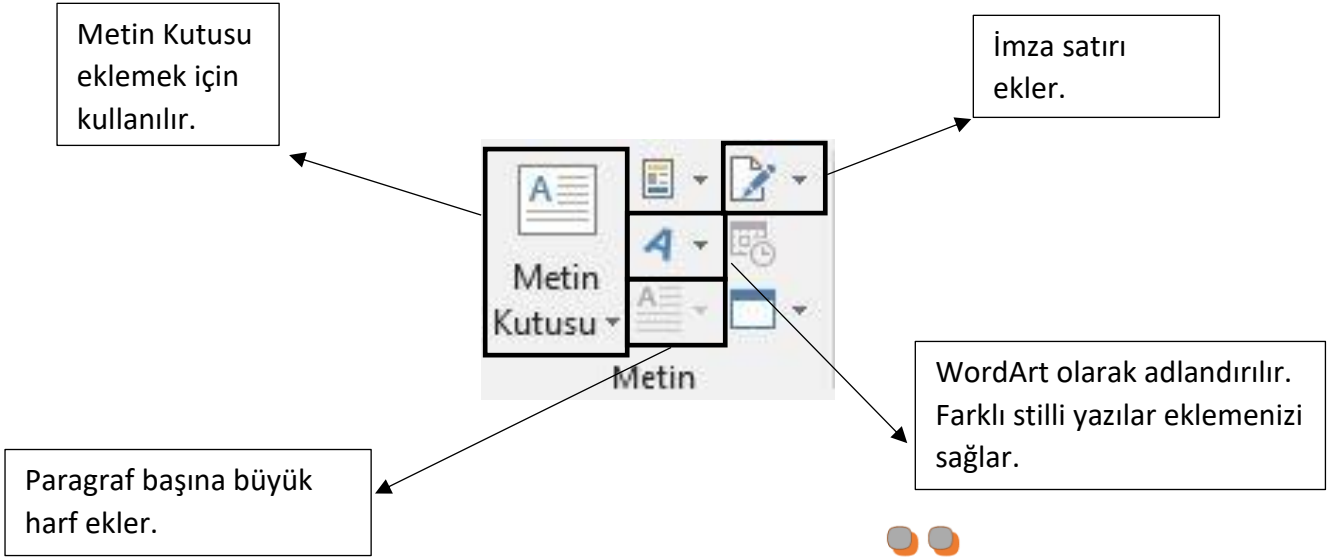 Metin Kutusu
eklemek için
kullanılır.
İmza satırı
ekler.
Metin
Kutusu
Metin
WordArt olarak adlandırılır.
Farklı stilli yazılar eklemenizi
sağlar.
Paragraf başına büyük
harf ekler.